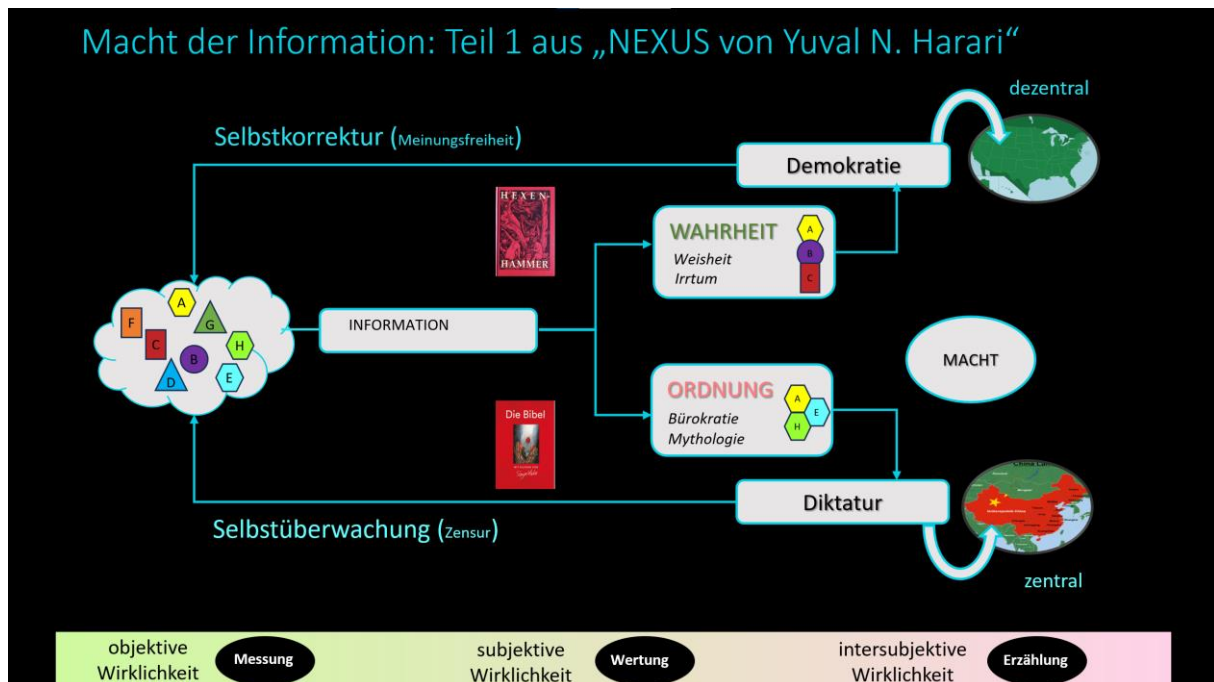 Macht der Information: Teil 1 aus „NEXUS von Yuval N. Harari“
dezentral
Selbstkorrektur (Meinungsfreiheit)
Demokratie
HEXEN-
HAMMER
WAHRHEIT
Weisheit
Irrtum
A
B
C
A
F
G
C
H
B
D
E
INFORMATION
MACHT
ORDNUNG
Bürokratie
Mythologie
A
E
H
Die Bibel
Diktatur
Selbstüberwachung (Zensur)
zentral
objektive
Wirklichkeit
Messung
subjektive
Wirklichkeit
Wertung
intersubjektive
Wirklichkeit
Erzählung